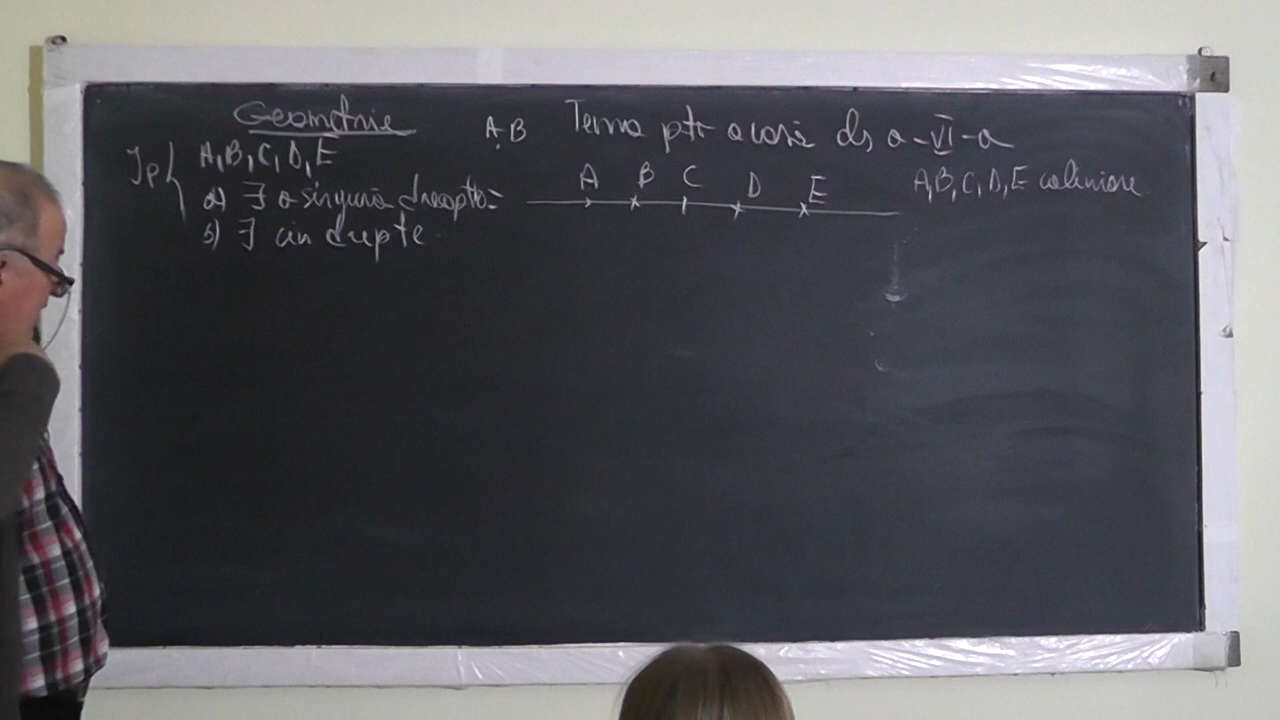 Geometrie
A,B Tema ptr acasă cls a-VI-a
Ip{ A,B,C,D,E
a) ∃ o singură dreaptă=
A B C D E
A,B,C,D,E coliniare
b) ∃ cin drepte